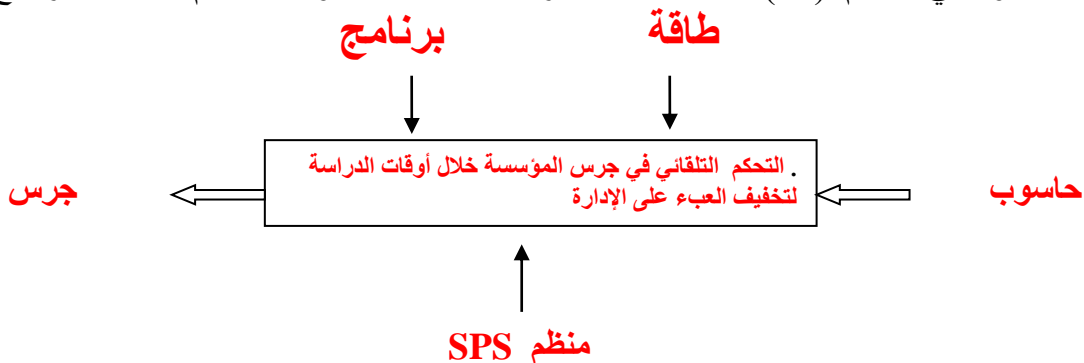 طاقة
برنامج
. التحكم التلقائي في جرس المؤسسة خلال أوقات الدراسة
لتخفيف العبء على الإدارة
حاسوب
جرس
منظم SPS